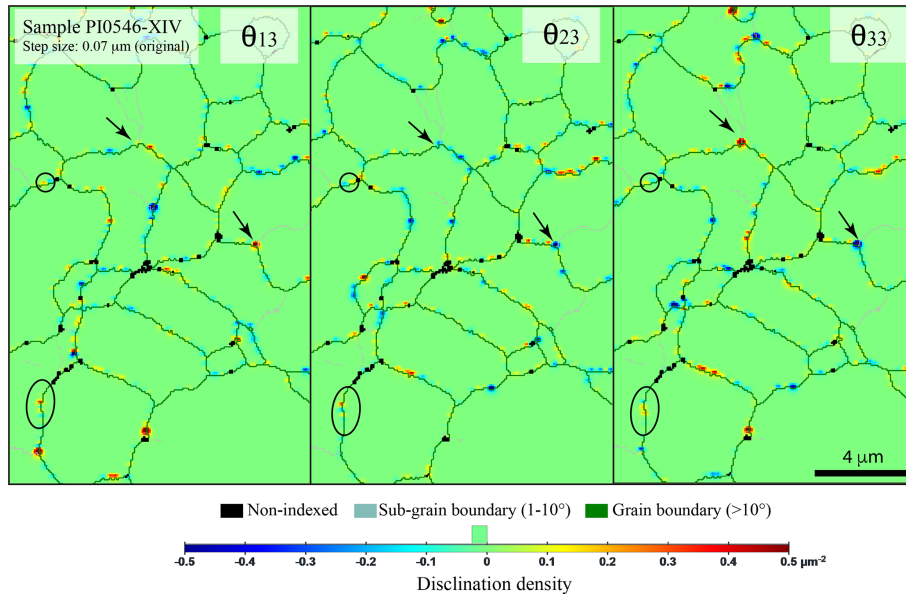 Sample PI0546-XIV
Step size: 0.07 µm (original)
θ13
θ23
θ33
4 µm
Non-indexed
Sub-grain boundary (1-10°)
Grain boundary (>10°)
-0.5 -0.4 -0.3 -0.2 -0.1 0 0.1 0.2 0.3 0.4 0.5 µm-2
Disclination density